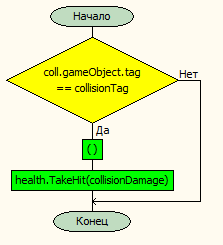 Начало
coll.gameObject.tag
== collisionTag
Нет
Да
()
health.TakeHit(collisionDamage)
Конец